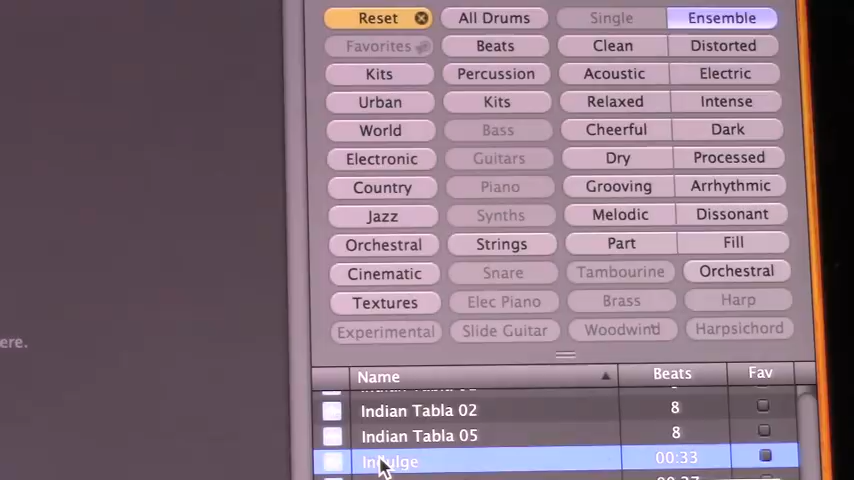 Reset All Drums Single Ensemble
Favorites Beats Clean Distorted
Kits Percussion Acoustic Electric
Urban Kits Relaxed Intense
World Bass Cheerful Dark
Electronic Guitars Dry Processed
Country Piano Grooving Arrhythmic
Jazz Synths Melodic Dissonant
Orchestral Strings Part Fill
Cinematic Snare Tambourine Orchestral
Textures Elec Piano Brass Harp
Experimental Slide Guitar Woodwind Harpsichord
ere.
Name Beats Fav
Indian Tabla 02 8
Indian Tabla 05 8
Indulge 00:33